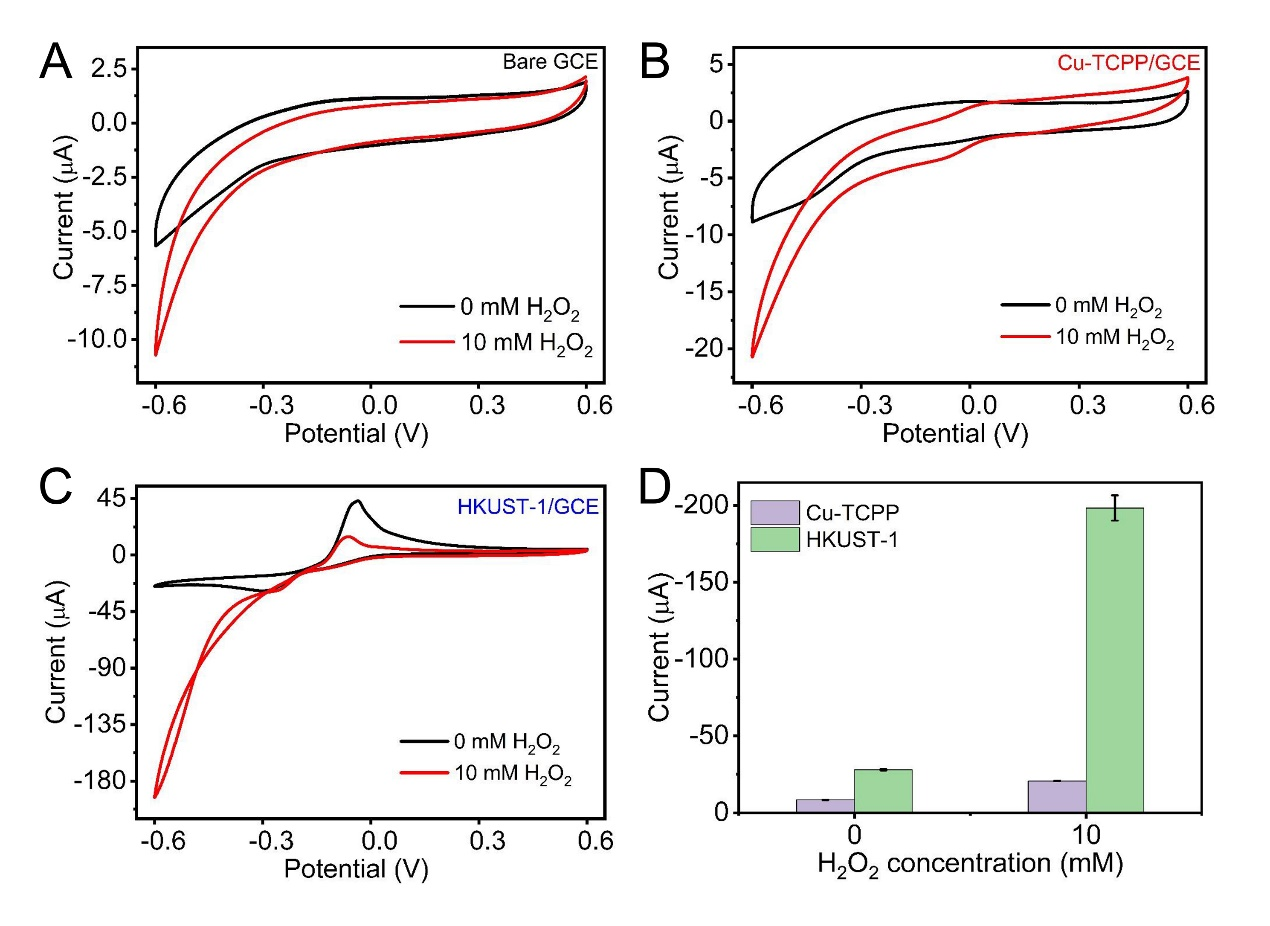 A
Bare GCE
2.5
0.0
-2.5
-5.0
-7.5
-10.0
Current (μA)
0 mM H₂O₂
10 mM H₂O₂
-0.6
-0.3
0.0
0.3
0.6
Potential (V)
B
Cu-TCPP/GCE
5
0
-5
-10
-15
-20
Current (μA)
0 mM H₂O₂
10 mM H₂O₂
-0.6
-0.3
0.0
0.3
0.6
Potential (V)
C
HKUST-1/GCE
45
0
-45
-90
-135
-180
Current (μA)
0 mM H₂O₂
10 mM H₂O₂
-0.6
-0.3
0.0
0.3
0.6
Potential (V)
D
Cu-TCPP
HKUST-1
-200
-150
-100
-50
0
Current (μA)
0
10
H₂O₂ concentration (mM)